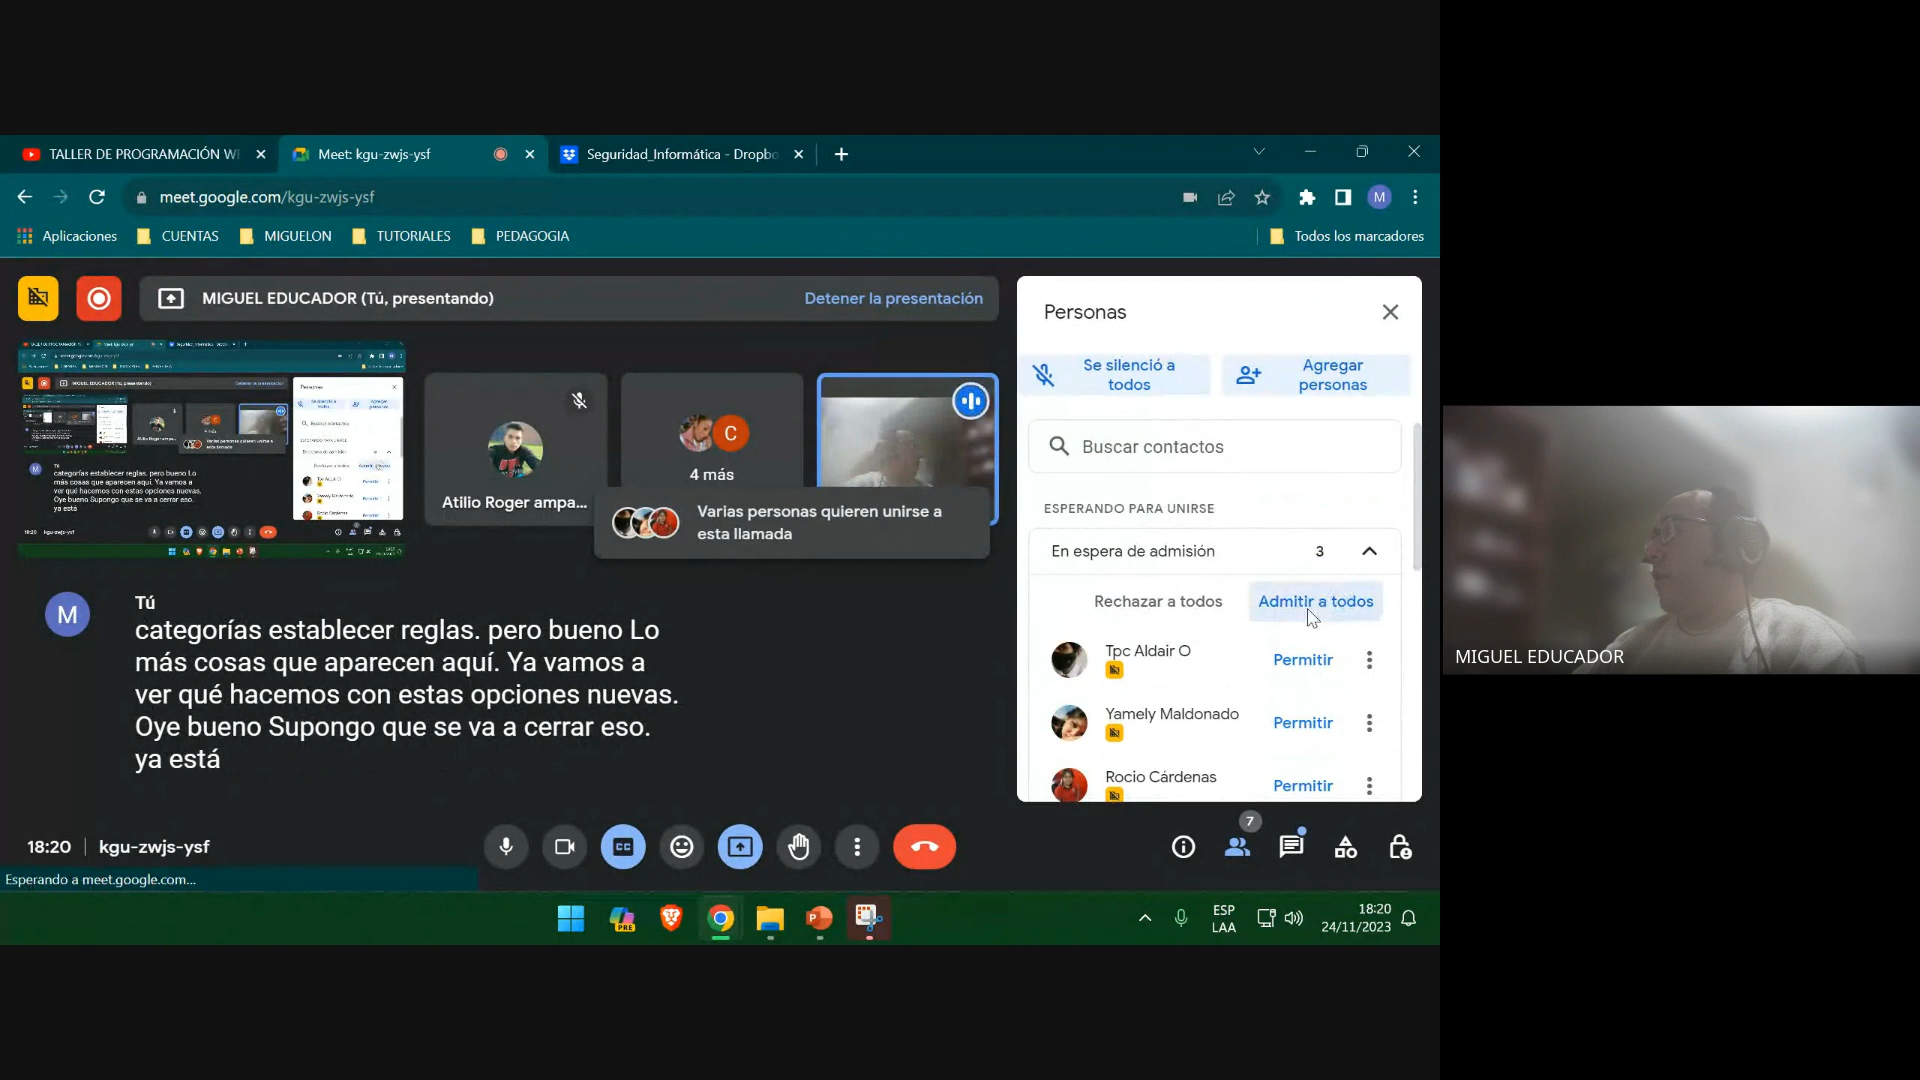 TALLER DE PROGRAMACIÓN WE
Meet: kgu-zwjs-ysf
Seguridad_Informática - Dropbo
meet.google.com/kgu-zwjs-ysf
M
Aplicaciones
CUENTAS
MIGUELON
TUTORIALES
PEDAGOGIA
Todos los marcadores
MIGUEL EDUCADOR (Tú, presentando)
Detener la presentación
Personas
Se silenció a
todos
Agregar
personas
Buscar contactos
C
4 más
Atilio Roger ampa...
Varias personas quieren unirse a
esta llamada
ESPERANDO PARA UNIRSE
En espera de admisión
3
Rechazar a todos
Admitir a todos
Tpc Aldair O
Permitir
Yamely Maldonado
Permitir
Rocio Cárdenas
Permitir
M
Tú
categorías establecer reglas. pero bueno Lo
más cosas que aparecen aquí. Ya vamos a
ver qué hacemos con estas opciones nuevas.
Oye bueno Supongo que se va a cerrar eso.
ya está
MIGUEL EDUCADOR
18:20
kgu-zwjs-ysf
CC
7
Esperando a meet.google.com...
PRE
ESP
LAA
18:20
24/11/2023